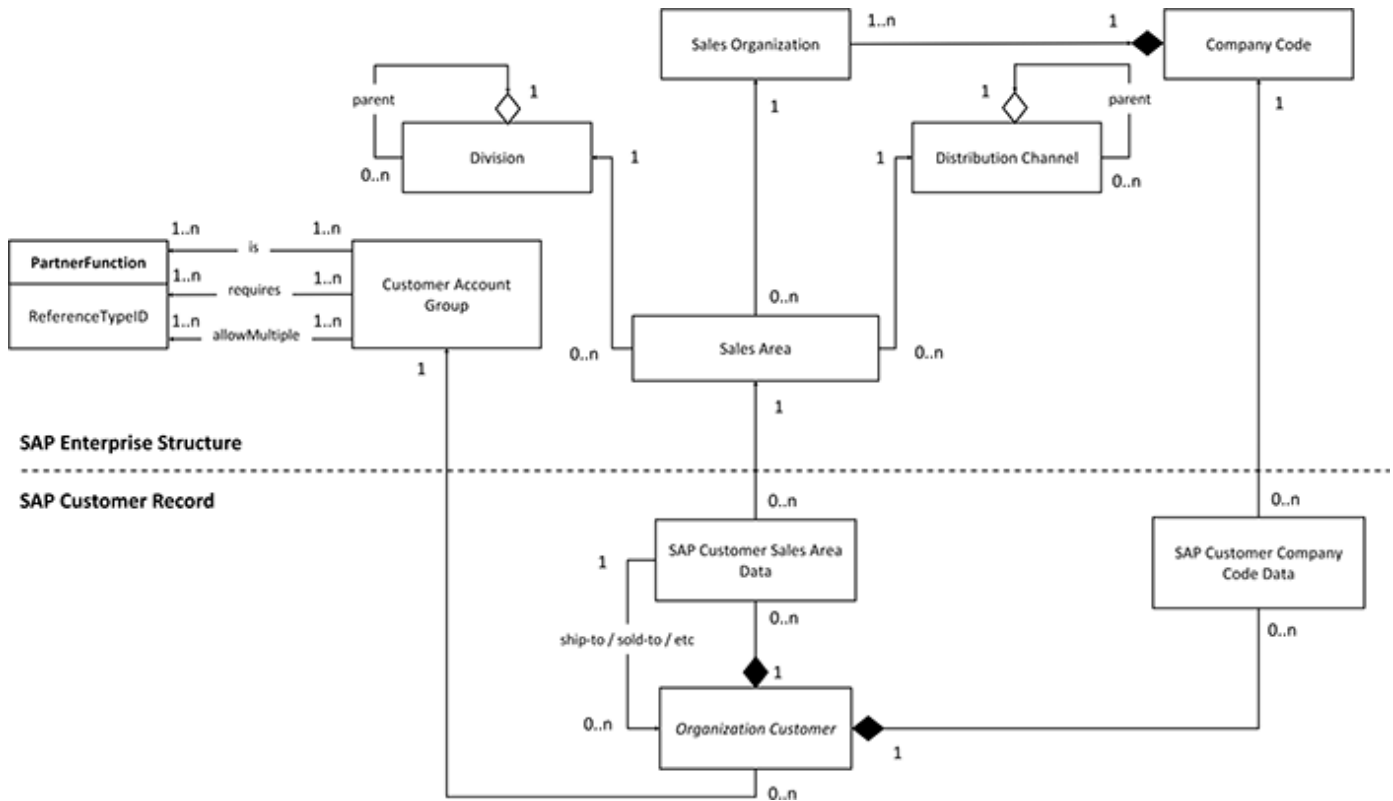 1..n
1
Sales Organization
Company Code
parent
1
1
1
parent
1
Division
1
1
Distribution Channel
0..n
0..n
1..n
is
1..n
PartnerFunction
1..n
requires
1..n
Customer Account
Group
ReferenceTypeID
1..n
allowMultiple
1..n
0..n
0..n
Sales Area
0..n
1
1
SAP Enterprise Structure
SAP Customer Record
0..n
0..n
1
SAP Customer Sales Area
Data
SAP Customer Company
Code Data
0..n
0..n
ship-to / sold-to / etc
1
0..n
Organization Customer
1
0..n